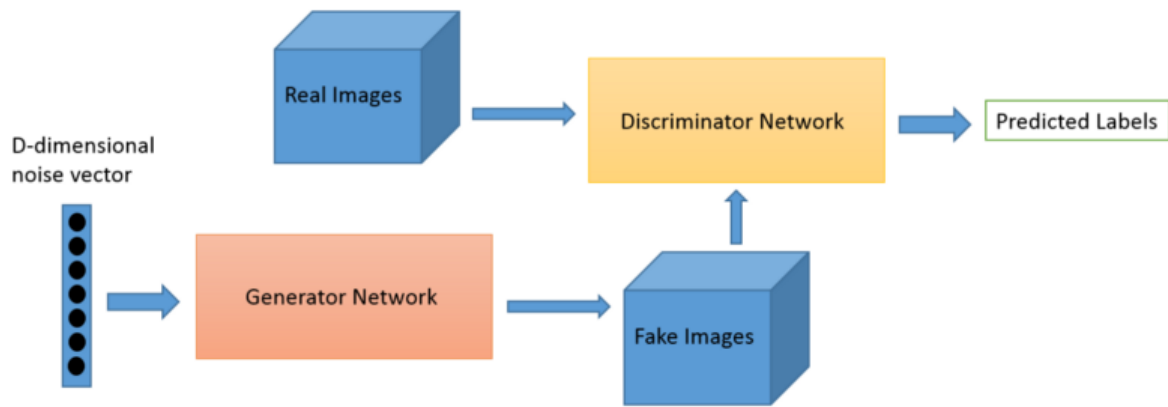 Real Images
Discriminator Network
Predicted Labels
D-dimensional
noise vector
Generator Network
Fake Images